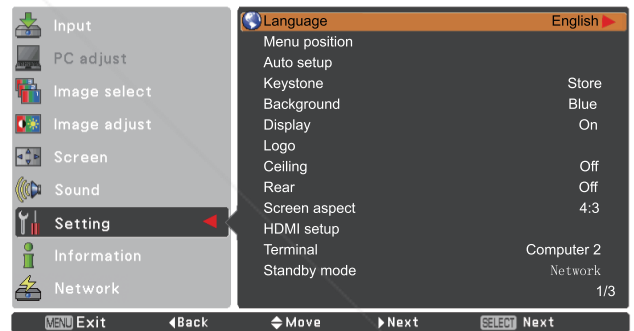 Input
PC adjust
Image select
Image adjust
Screen
Sound
Setting
Information
Network
Language English
Menu position
Auto setup
Keystone Store
Background Blue
Display On
Logo
Ceiling Off
Rear Off
Screen aspect 4:3
HDMI setup
Terminal Computer 2
Standby mode Network
1/3
MENU Exit Back Move Next SELECT Next